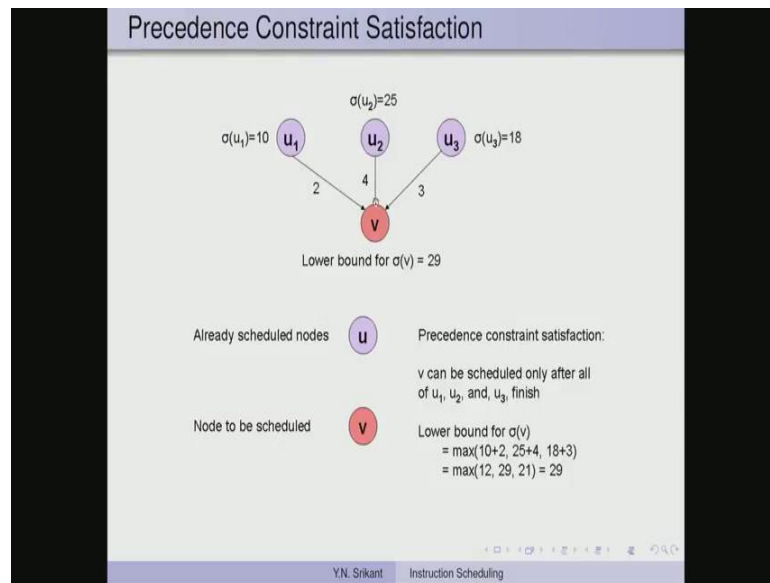 Precedence Constraint Satisfaction
σ(u₂)=25
σ(u₁)=10 u₁ u₂ u₃ σ(u₃)=18
2 4 3
v
Lower bound for σ(v) = 29
Already scheduled nodes u
Node to be scheduled v
Precedence constraint satisfaction:
v can be scheduled only after all
of u₁, u₂, and, u₃, finish
Lower bound for σ(v)
= max(10+2, 25+4, 18+3)
= max(12, 29, 21) = 29
Y.N. Srikant Instruction Scheduling